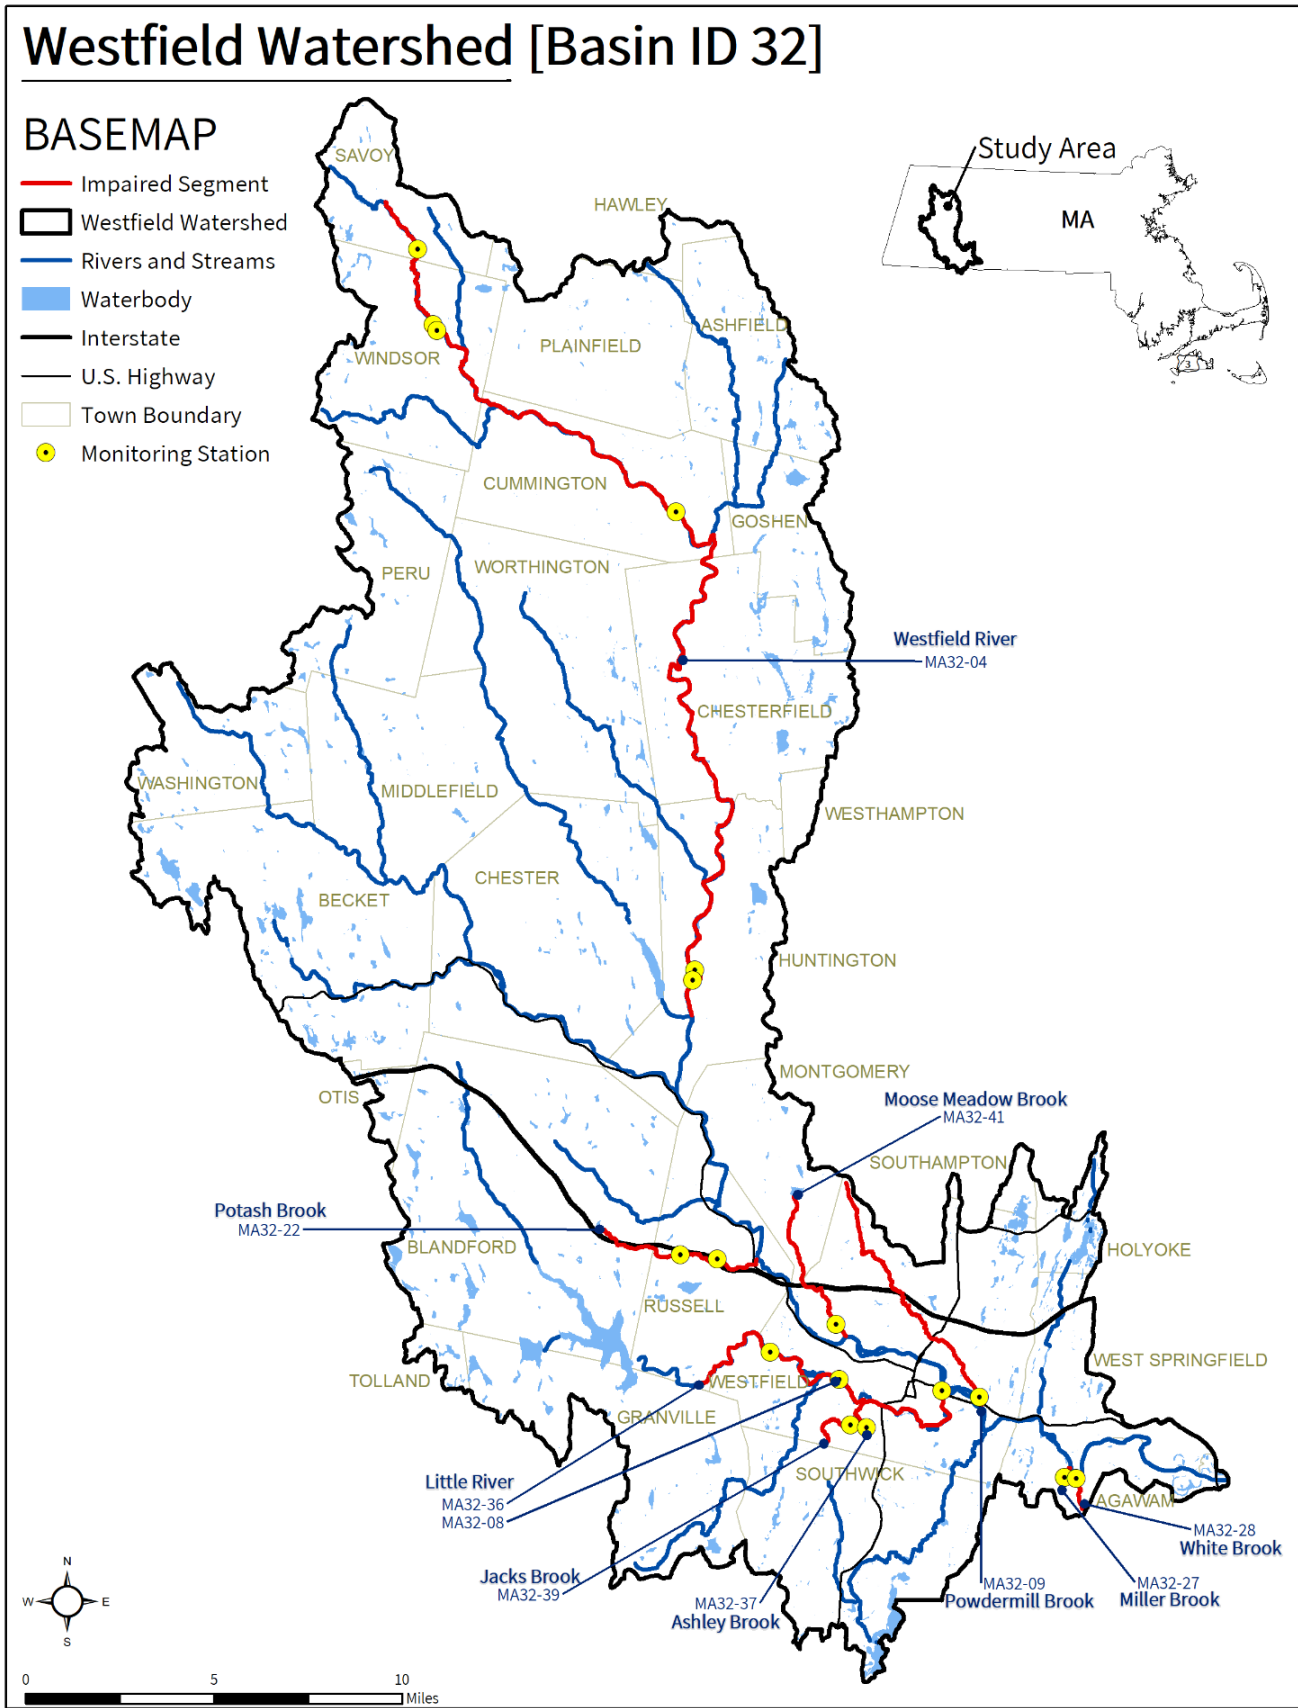 Westfield Watershed [Basin ID 32]
BASEMAP
Impaired Segment
Westfield Watershed
Rivers and Streams
Waterbody
Interstate
U.S. Highway
Town Boundary
Monitoring Station
Study Area
MA
3
SAVOY
HAWLEY
ASHFIELD
PLAINFIELD
WINDSOR
CUMMINGTON
GOSHEN
WORTHINGTON
PERU
Westfield River
MA32-04
CHESTERFIELD
WASHINGTON
MIDDLEFIELD
WESTHAMPTON
CHESTER
BECKET
HUNTINGTON
MONTGOMERY
OTIS
Moose Meadow Brook
MA32-41
SOUTHAMPTON
Potash Brook
MA32-22
BLANDFORD
HOLYOKE
RUSSELL
WEST SPRINGFIELD
TOLLAND
WESTFIELD
GRANVILLE
SOUTHWICK
Little River
MA32-36
MA32-08
AGAWAM
MA32-28
White Brook
Jacks Brook
MA32-39
MA32-37
Ashley Brook
MA32-09
Powdermill Brook
MA32-27
Miller Brook
N
W E
S
0 5 10
Miles